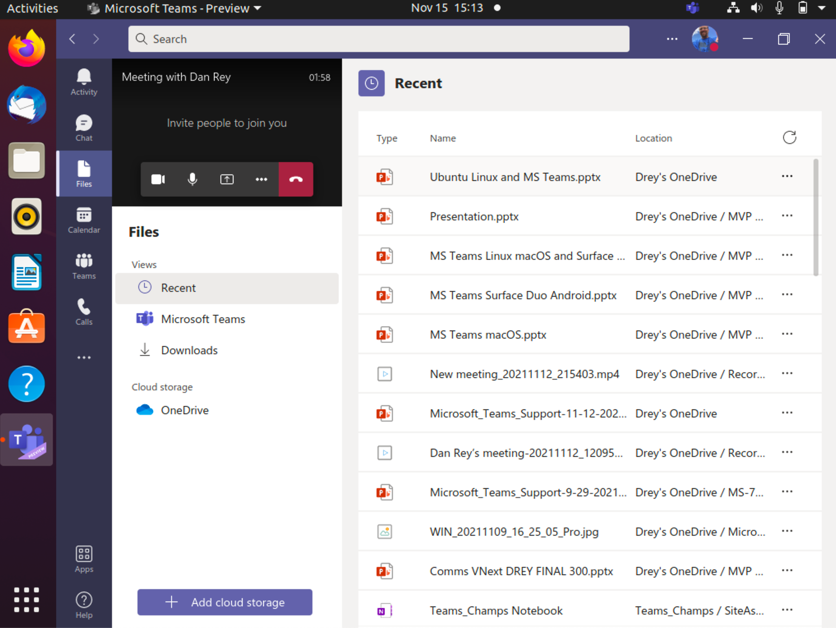 Activities
Microsoft Teams - Preview
Nov 15 15:13
Search
Activity
Chat
Files
Calendar
Teams
Calls
Apps
Help
Meeting with Dan Rey
01:58
Invite people to join you
Files
Views
Recent
Microsoft Teams
Downloads
Cloud storage
OneDrive
Add cloud storage
Recent
Type Name Location
Ubuntu Linux and MS Teams.pptx Drey's OneDrive
Presentation.pptx Drey's OneDrive / MVP ...
MS Teams Linux macOS and Surface ... Drey's OneDrive / MVP ...
MS Teams Surface Duo Android.pptx Drey's OneDrive / MVP ...
MS Teams macOS.pptx Drey's OneDrive / MVP ...
New meeting_20211112_215403.mp4 Drey's OneDrive / Recor...
Microsoft_Teams_Support-11-12-202... Drey's OneDrive
Dan Rey's meeting-20211112_12095... Drey's OneDrive / Recor...
Microsoft_Teams_Support-9-29-2021... Drey's OneDrive / MS-7...
WIN_20211109_16_25_05_Pro.jpg Drey's OneDrive / Micro...
Comms VNext DREY FINAL 300.pptx Drey's OneDrive / MVP ...
Teams_Champs Notebook Teams_Champs / SiteAs...